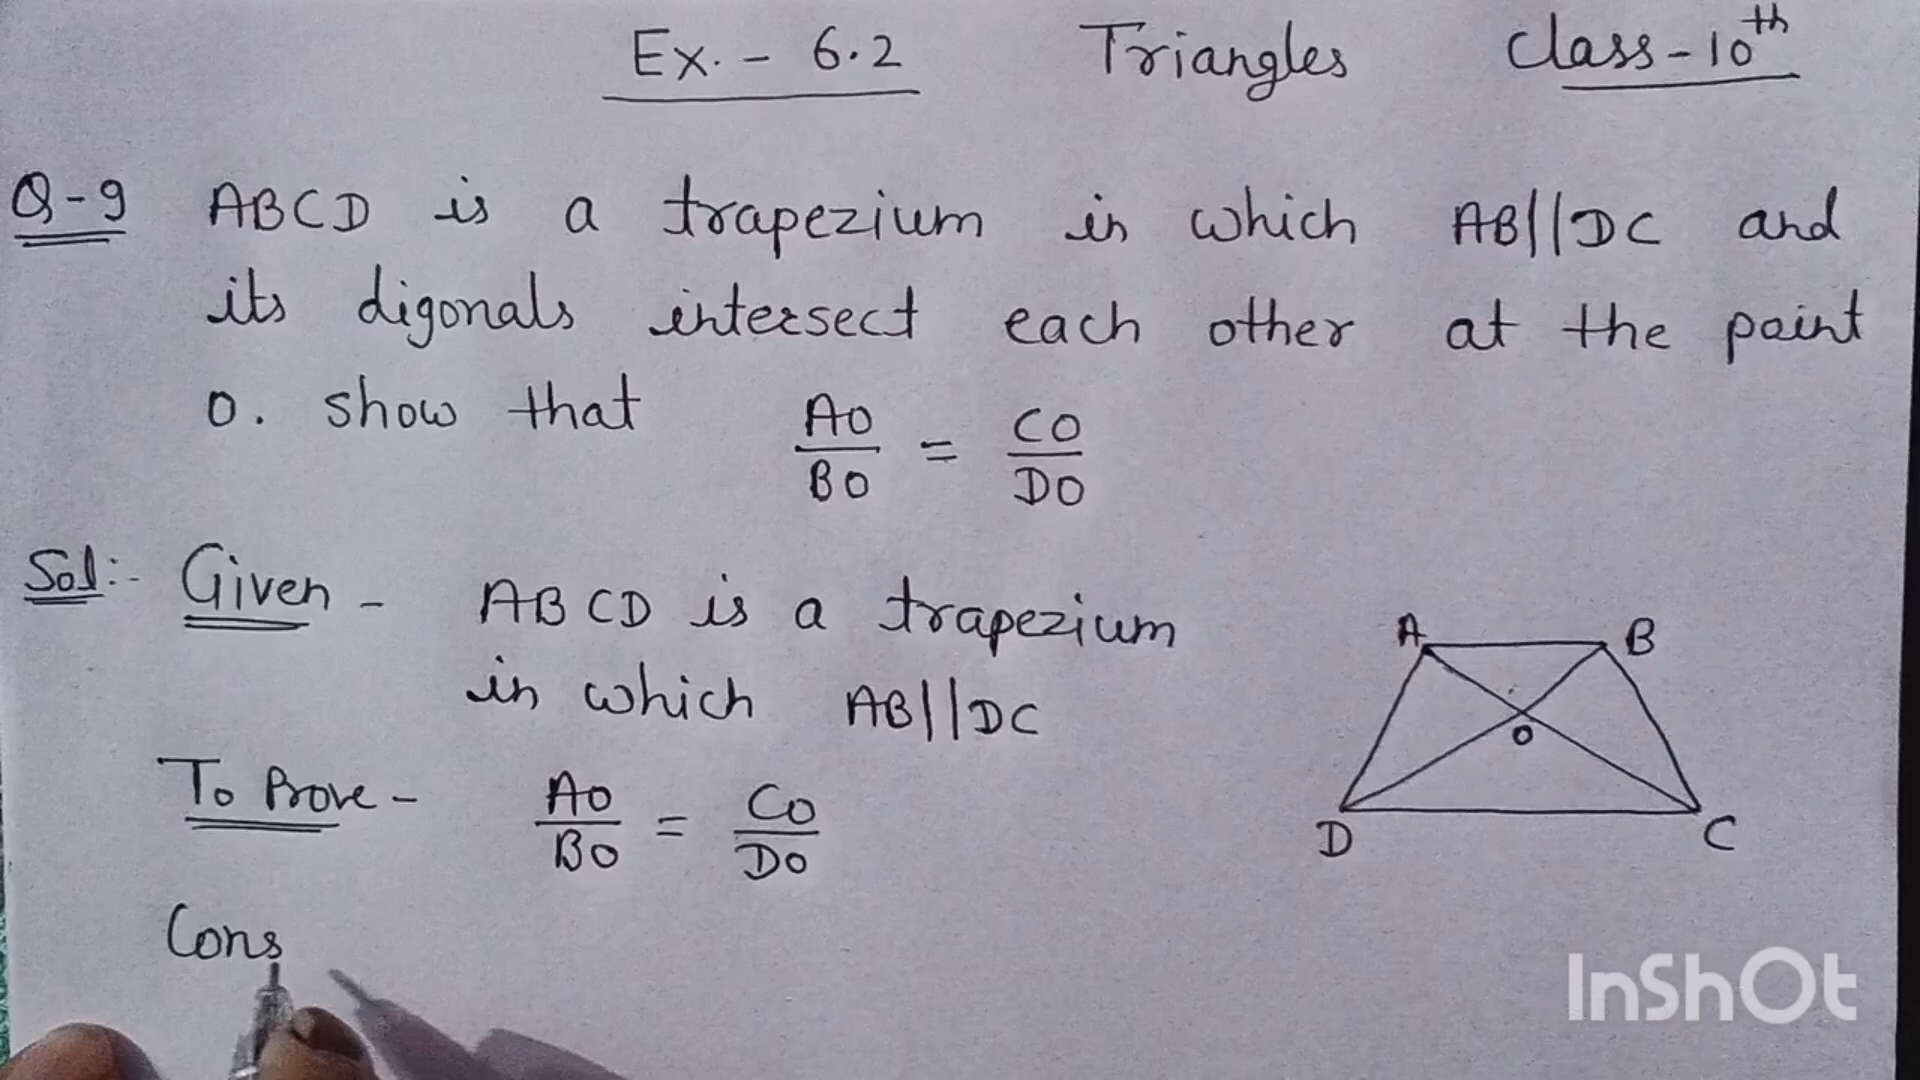 Ex. - 6.2 Triangles Class - 10th
Q-9 ABCD is a trapezium in which AB||DC and
its digonals intersect each other at the point
O. show that AO/BO = CO/DO
Sol:- Given - ABCD is a trapezium
in which AB||DC
A B
O
D C
To Prove - AO/BO = CO/DO
Cons
InShOt